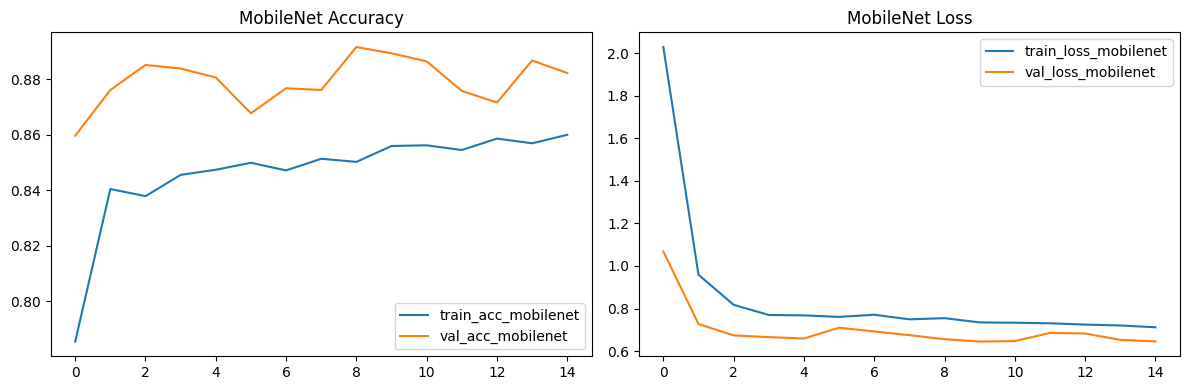 MobileNet Accuracy
0.88
0.86
0.84
0.82
0.80
0 2 4 6 8 10 12 14
train_acc_mobilenet
val_acc_mobilenet
MobileNet Loss
2.0
1.8
1.6
1.4
1.2
1.0
0.8
0.6
0 2 4 6 8 10 12 14
train_loss_mobilenet
val_loss_mobilenet